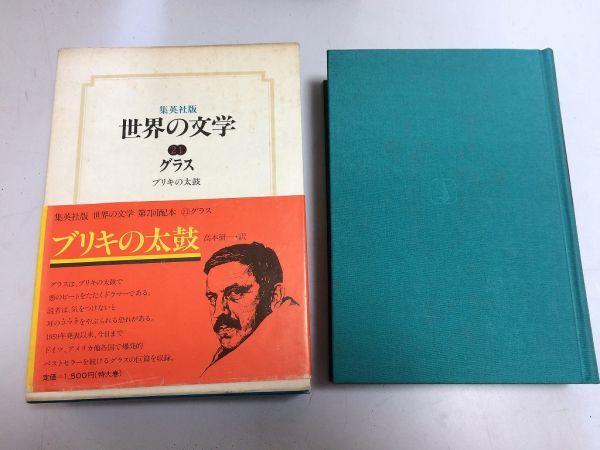 集英社版
世界の文学
21
グラス
ブリキの太鼓
集英社版 世界の文学 第7回配本 21グラス
ブリキの太鼓 高本研一・訳
グラスは、ブリキの太鼓で
悪のビートをたたくドラマーである。
読者は、気をつけないと
耳のコマクをやぶられる恐れがある。
1959年発表以来、今日まで
ドイツ、アメリカ他各国で爆発的
ベストセラーを続けるグラスの巨篇を収録。
定価=1,500円(特大巻)